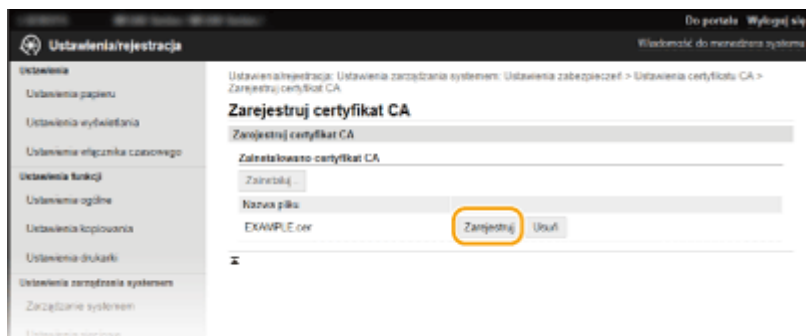 Do portalu Wyloguj się
Ustawienia/rejestracja
Wiadomość do menedżera systemu
Ustawienia
Ustawienia papieru
Ustawienia wyświetlania
Ustawienia włącznika czasowego
Ustawienia funkcji
Ustawienia ogólne
Ustawienia kopiowania
Ustawienia drukarki
Ustawienia zarządzania systemem
Zarządzanie systemem
Ustawienia/rejestracja: Ustawienia zarządzania systemem: Ustawienia zabezpieczeń > Ustawienia certyfikatu CA >
Zarejestruj certyfikat CA
Zarejestruj certyfikat CA
Zarejestruj certyfikat CA
Zainstalowano certyfikat CA
Zainstaluj...
Nazwa pliku
EXAMPLE.cer Zarejestruj Usuń